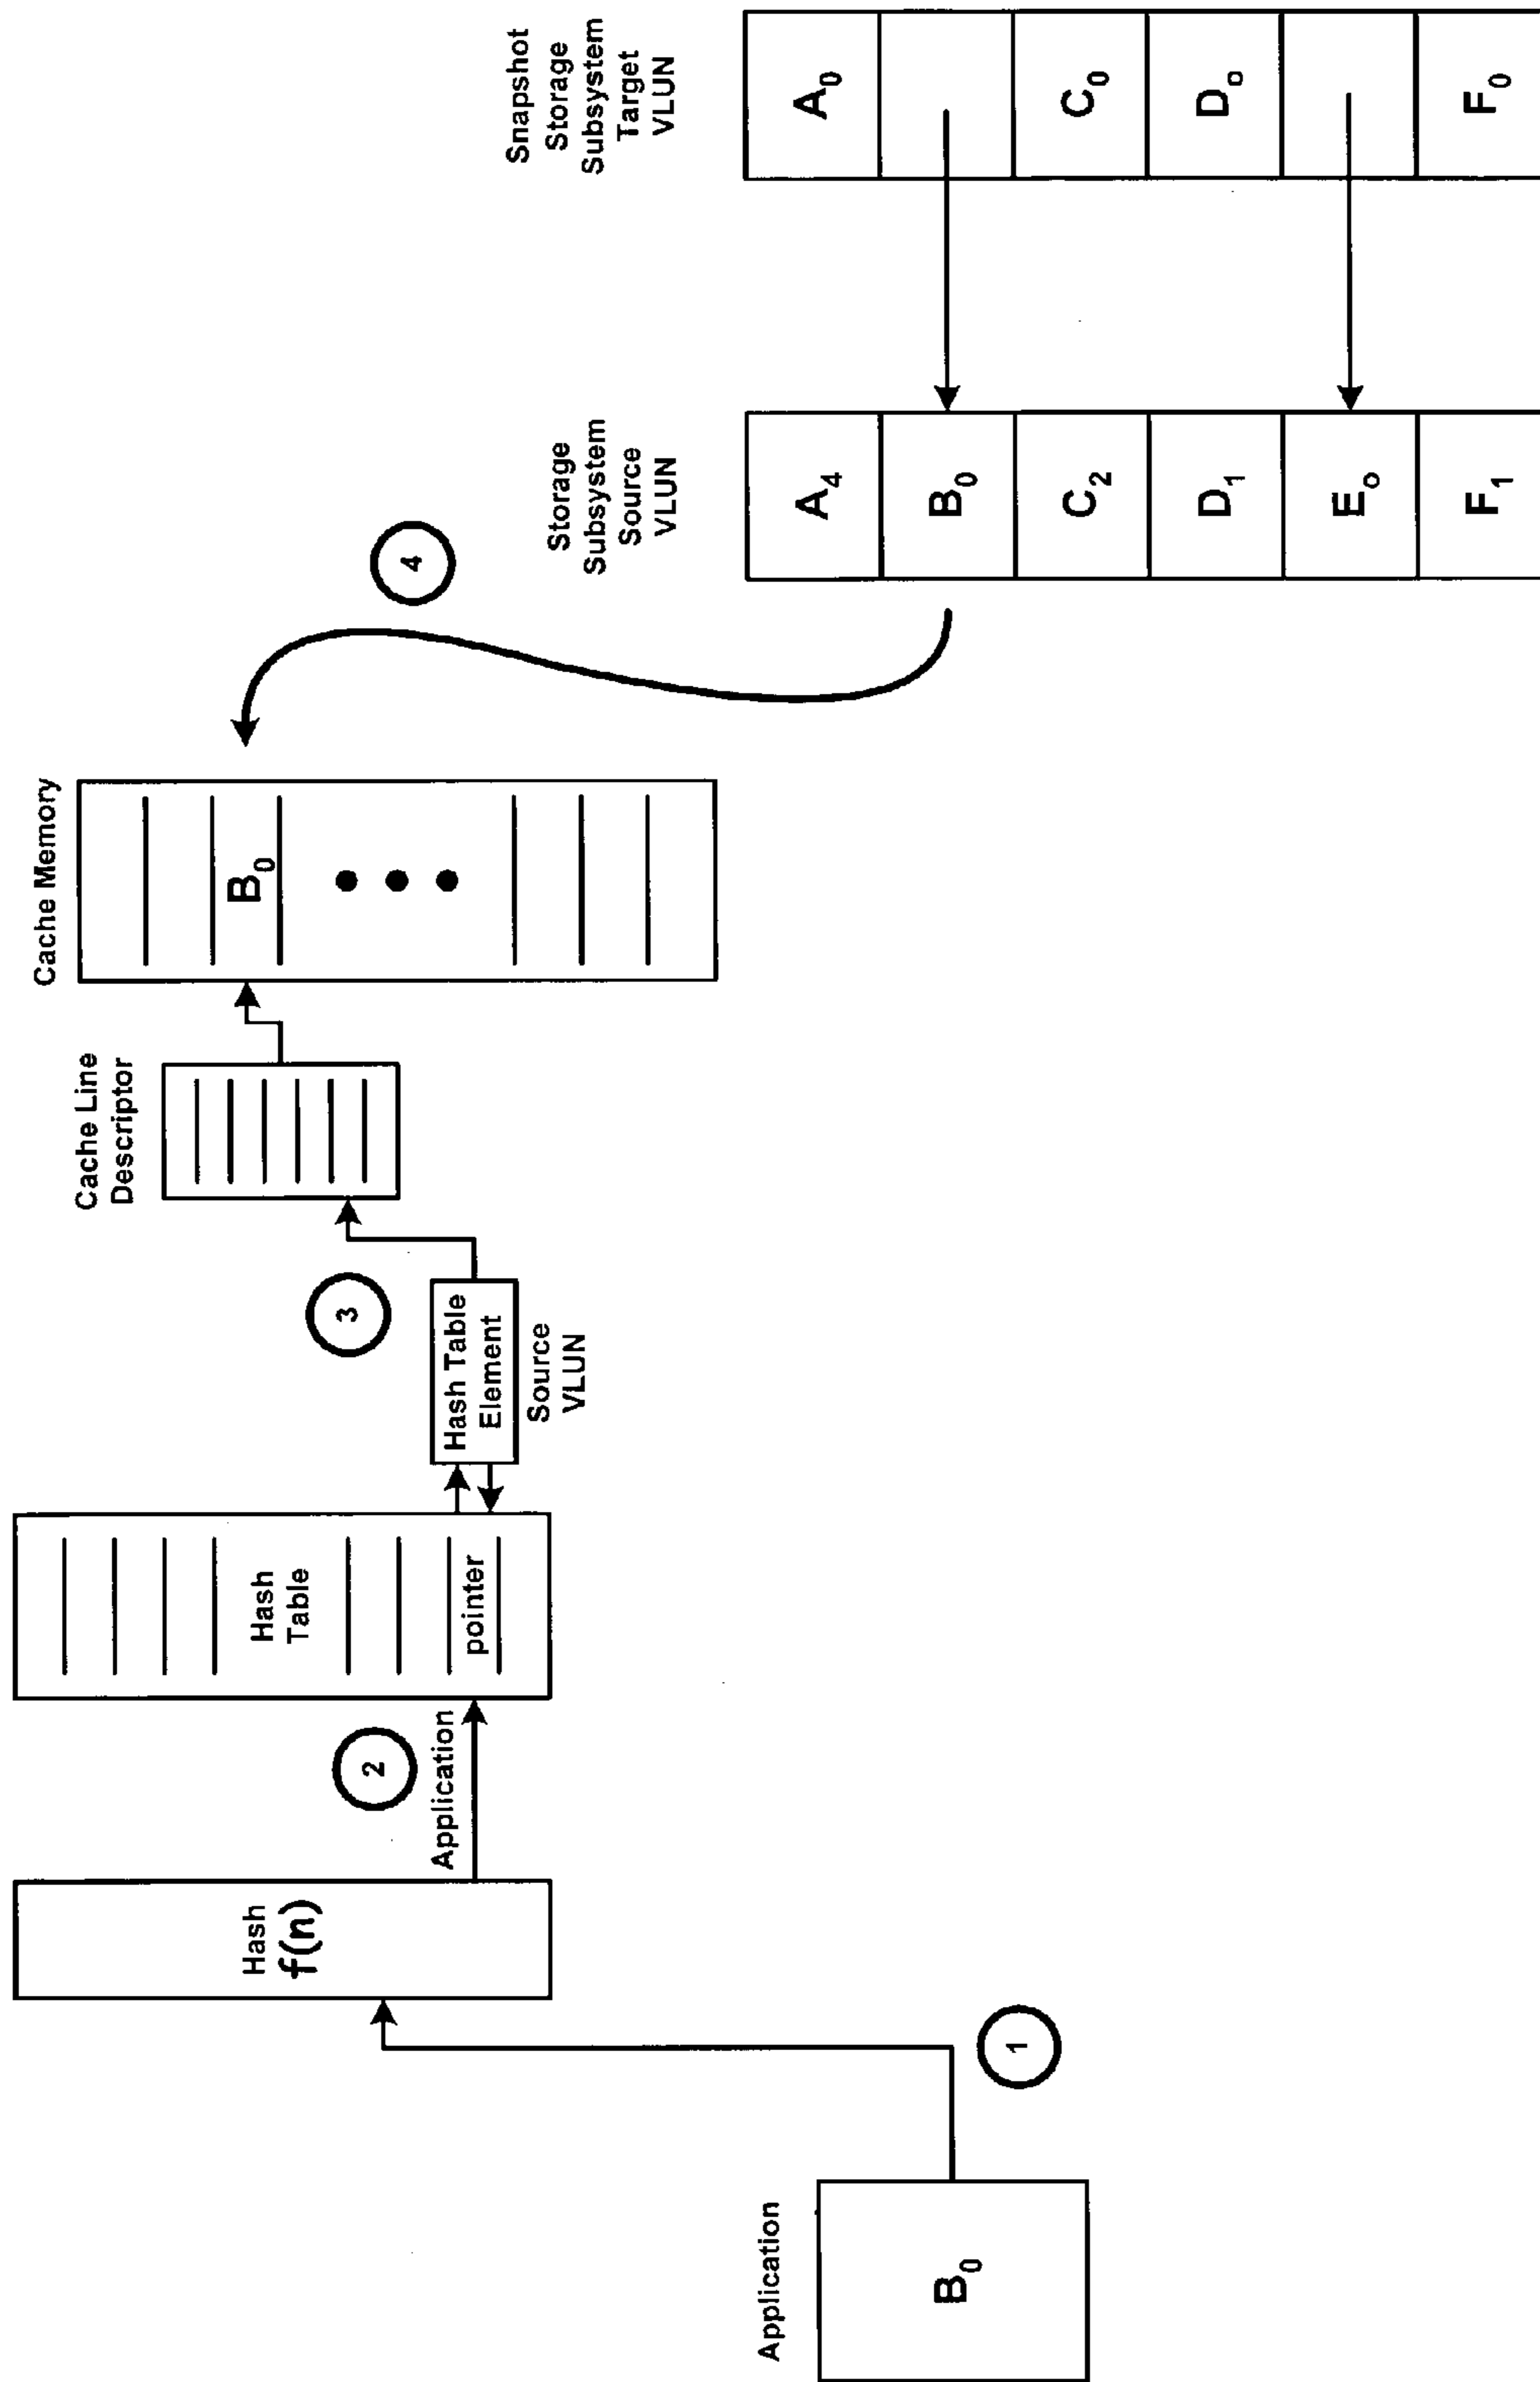 Application
B₀
1
Hash
f(n)
2
Application
Hash
Table
pointer
3
Hash Table
Element
Source
VLUN
Cache Line
Descriptor
Cache Memory
B₀
4
Storage
Subsystem
Source
VLUN
A₄
B₀
C₂
D₁
Eₒ
F₁
Snapshot
Storage
Subsystem
Target
VLUN
A₀
C₀
Dₒ
F₀